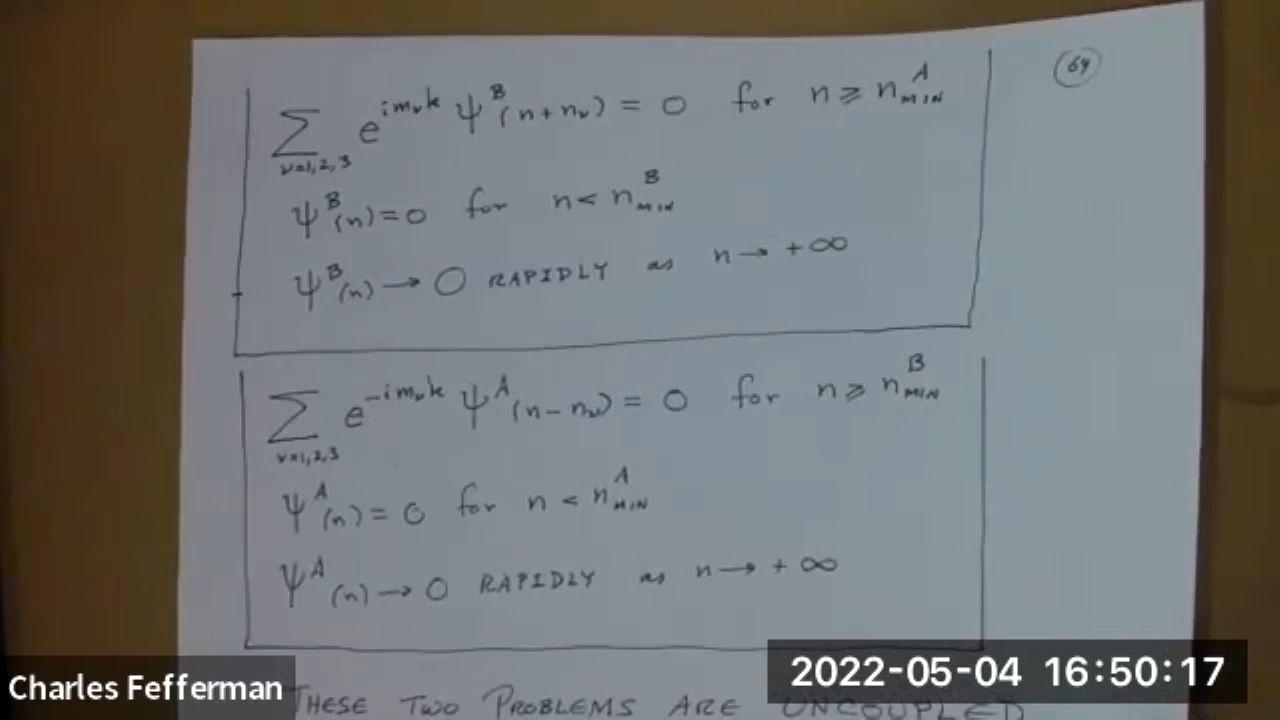 69
∑ e^{im_νk} ψ^B(n+n_ν) = 0 for n ≥ n^A_MIN
ν=1,2,3
ψ^B(n) = 0 for n < n^B_MIN
ψ^B(n) → 0 RAPIDLY as n → +∞
∑ e^{-im_νk} ψ^A(n-n_ν) = 0 for n ≥ n^B_MIN
ν=1,2,3
ψ^A(n) = 0 for n < n^A_MIN
ψ^A(n) → 0 RAPIDLY as n → +∞
THESE TWO PROBLEMS ARE UNCOUPLED
Charles Fefferman
2022-05-04 16:50:17